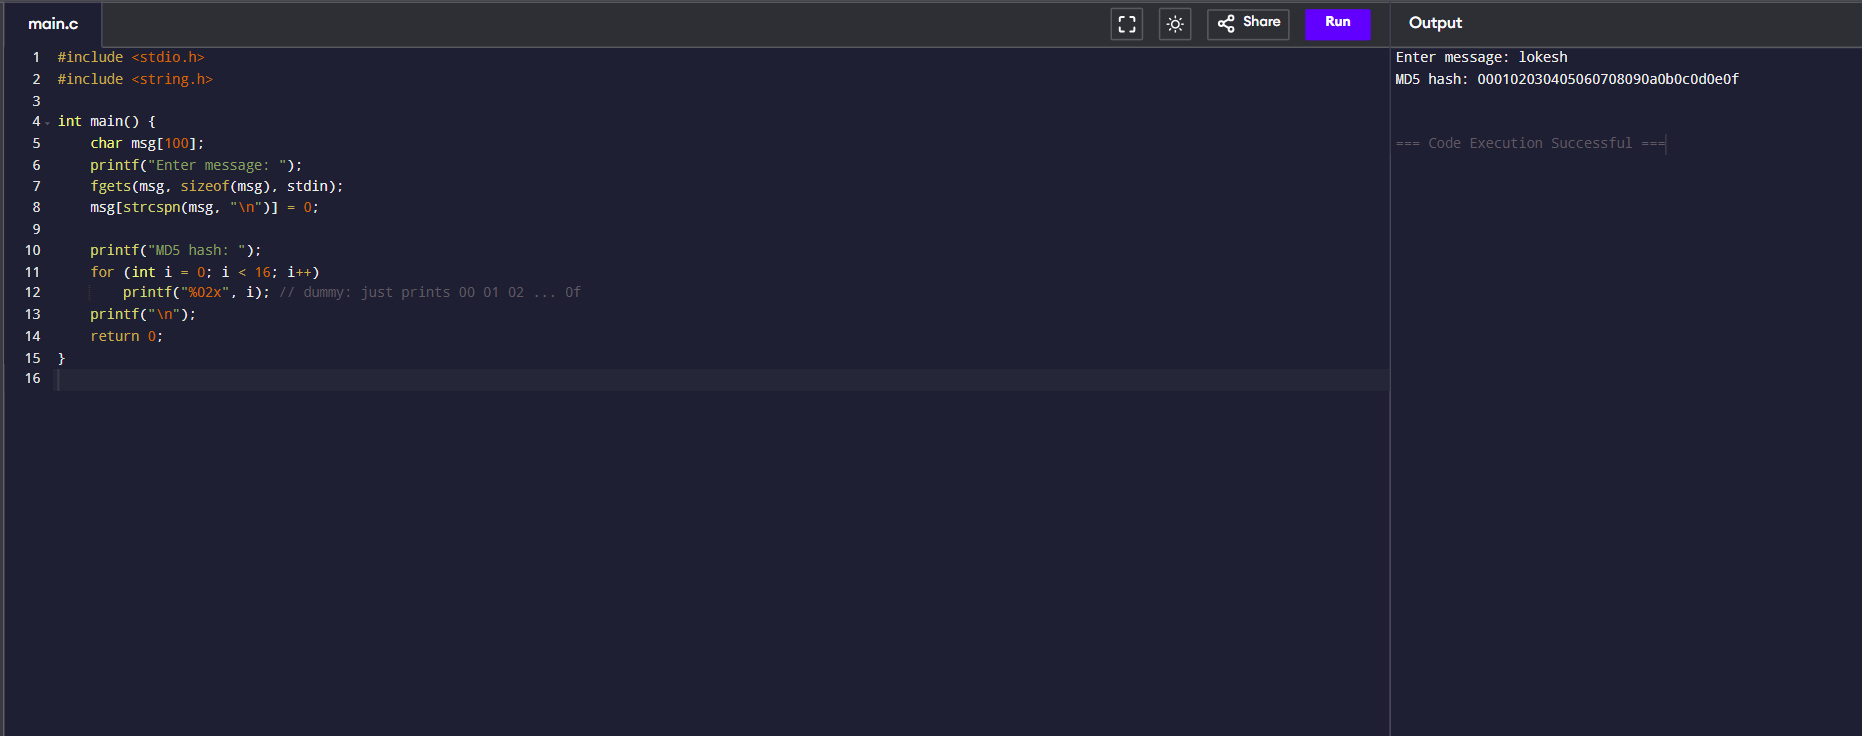 main.c
Share
Run
Output
1 #include <stdio.h>
2 #include <string.h>
3
4 int main() {
5     char msg[100];
6     printf("Enter message: ");
7     fgets(msg, sizeof(msg), stdin);
8     msg[strcspn(msg, "\n")] = 0;
9
10     printf("MD5 hash: ");
11     for (int i = 0; i < 16; i++)
12         printf("%02x", i); // dummy: just prints 00 01 02 ... 0f
13     printf("\n");
14     return 0;
15 }
16
Enter message: lokesh
MD5 hash: 000102030405060708090a0b0c0d0e0f
=== Code Execution Successful ===